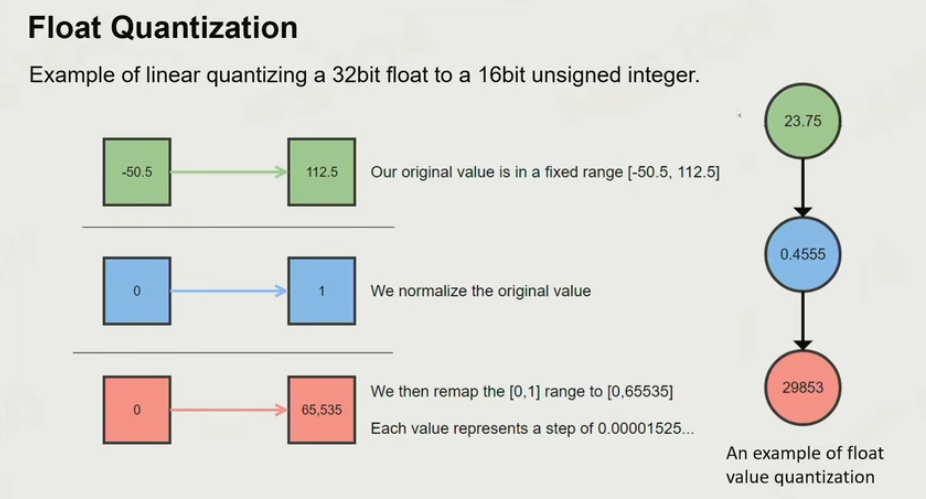 Float Quantization
Example of linear quantizing a 32bit float to a 16bit unsigned integer.
-50.5
112.5
Our original value is in a fixed range [-50.5, 112.5]
0
1
We normalize the original value
0
65,535
We then remap the [0,1] range to [0,65535]
Each value represents a step of 0.00001525...
23.75
0.4555
29853
An example of float
value quantization